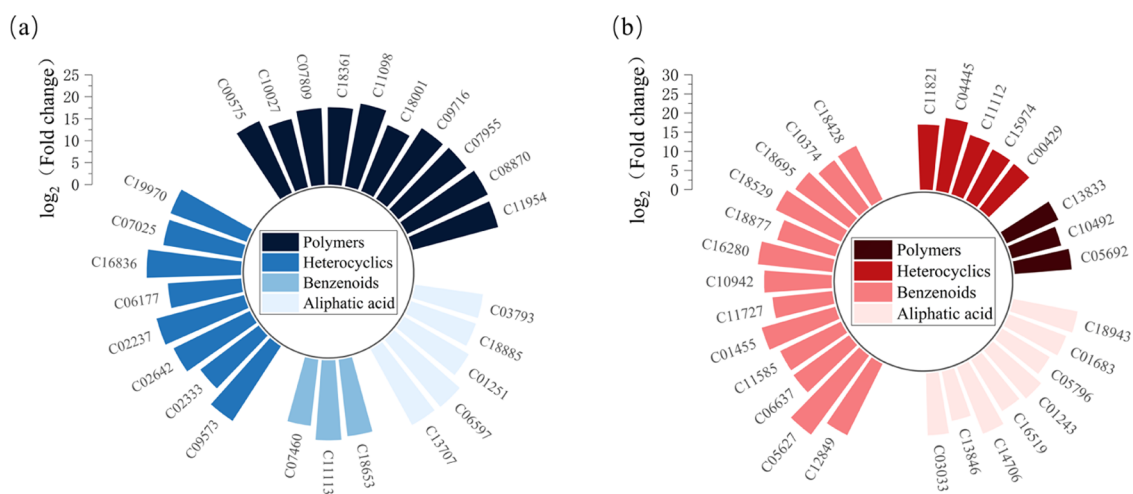 (a)
log2 (Fold change)
25
20
15
10
5
0
C00575
C10027
C07809
C18361
C11098
C18001
C09716
C07955
C08870
C11954
C19970
C07025
C16836
C06177
C02237
C02642
C02333
C09573
C07460
C11113
C18653
C13707
C06597
C01251
C18885
C03793
Polymers
Heterocyclics
Benzenoids
Aliphatic acid
(b)
log2 (Fold change)
30
25
20
15
10
5
0
C11821
C04445
C11112
C15974
C00429
C13833
C10492
C05692
C18428
C10374
C18695
C18529
C18877
C16280
C10942
C11727
C01455
C11585
C06637
C05627
C12849
C03033
C13846
C14706
C16519
C01243
C05796
C01683
C18943
Polymers
Heterocyclics
Benzenoids
Aliphatic acid